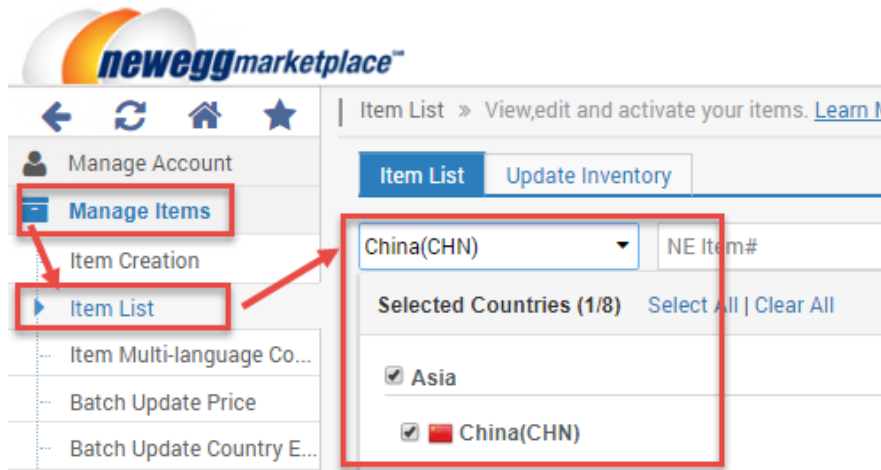 neweggmarketplace™
Item List » View,edit and activate your items. Learn
Manage Account
Manage Items
Item Creation
Item List
Item Multi-language Co...
Batch Update Price
Batch Update Country E...
Item List Update Inventory
China(CHN) NE Item#
Selected Countries (1/8) Select All | Clear All
Asia
China(CHN)